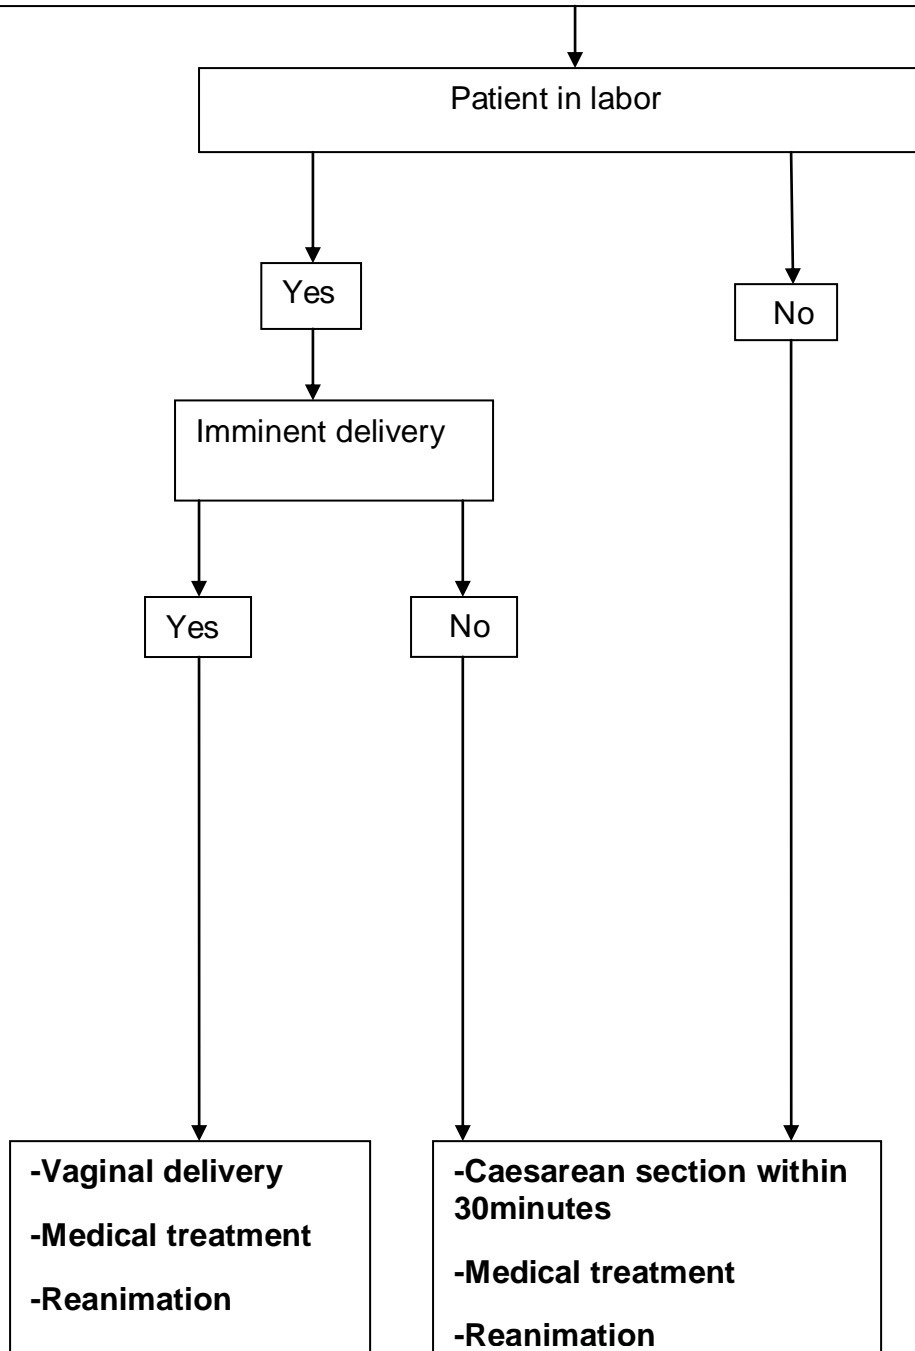 Patient in labor
Yes
No
Imminent delivery
Yes
No
-Vaginal delivery
-Medical treatment
-Reanimation
-Caesarean section within
30minutes
-Medical treatment
-Reanimation